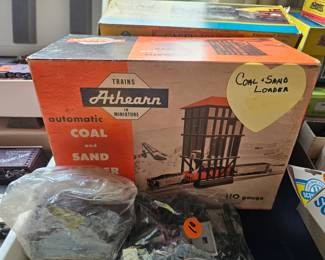 TRAINS
Athearn
IN
MINIATURE
automatic
COAL
and
SAND
HO gauge
COAL + SAND
LOADER